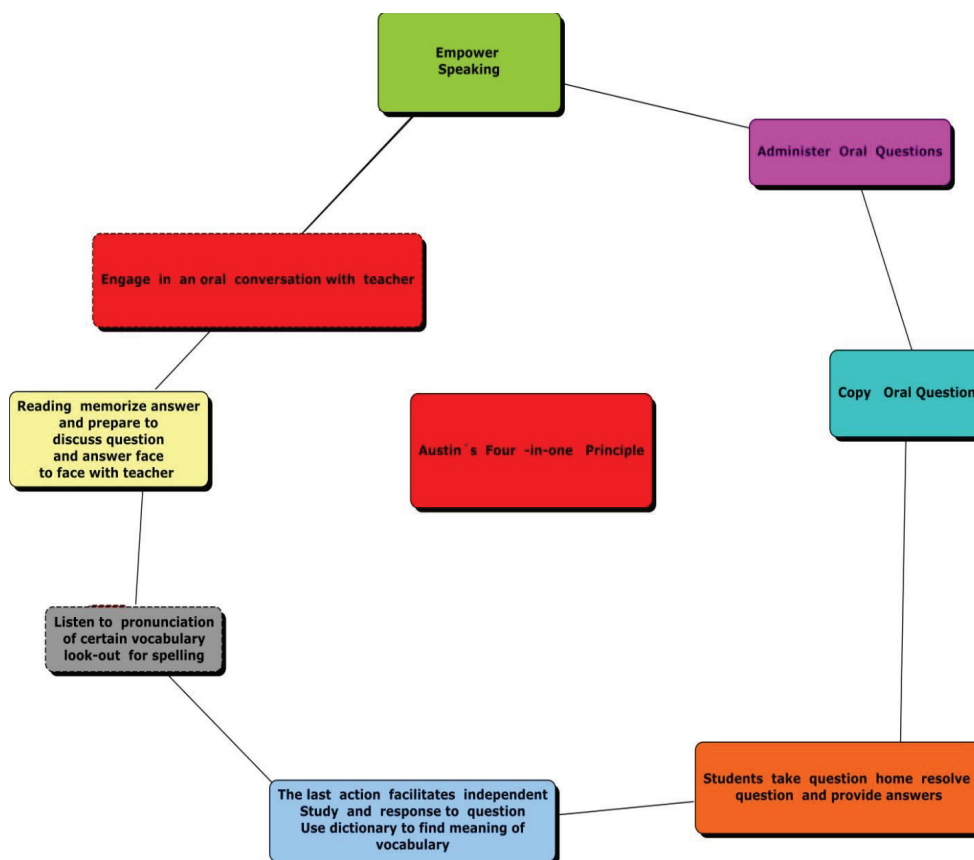 Empower
Speaking
Administer Oral Questions
Copy Oral Question
Students take question home resolve
question and provide answers
The last action facilitates independent
Study and response to question
Use dictionary to find meaning of
vocabulary
Listen to pronunciation
of certain vocabulary
look-out for spelling
Reading memorize answer
and prepare to
discuss question
and answer face
to face with teacher
Engage in an oral conversation with teacher
Austin´s Four -in-one Principle